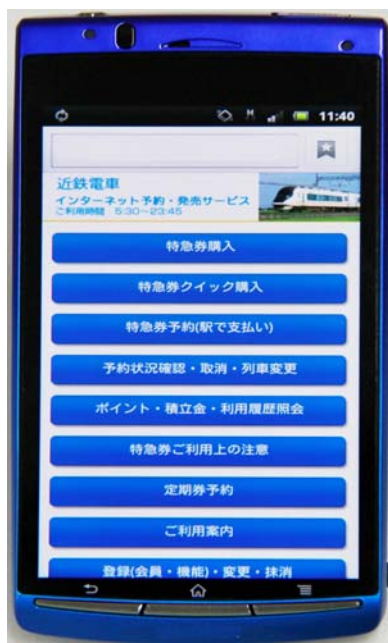 11:40
近鉄電車
インターネット予約・発売サービス
ご利用時間 5:30～23:45
特急券購入
特急券クイック購入
特急券予約(駅で支払い)
予約状況確認・取消・列車変更
ポイント・積立金・利用履歴照会
特急券ご利用上の注意
定期券予約
ご利用案内
登録(会員・機能)・変更・抹消